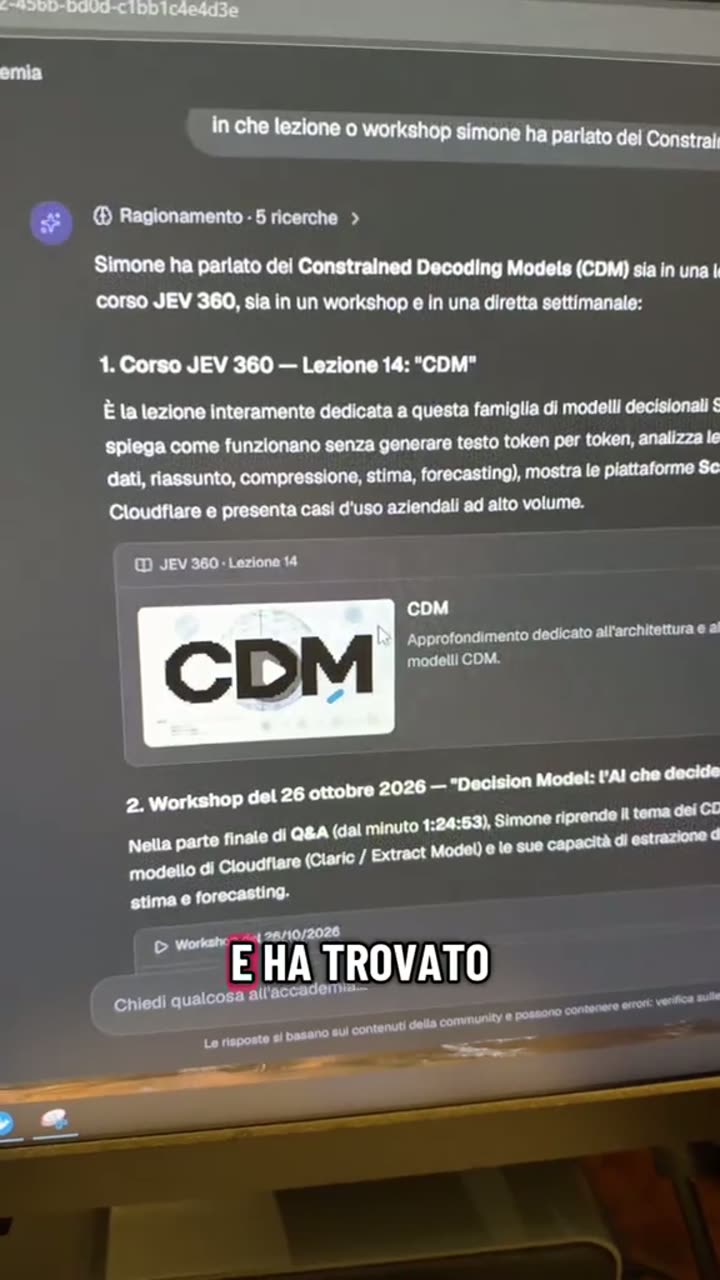 2-45bb-bd0d-c1bb1c4e4d3e
emia
in che lezione o workshop simone ha parlato dei Constrain
Ragionamento · 5 ricerche >
Simone ha parlato dei Constrained Decoding Models (CDM) sia in una le
corso JEV 360, sia in un workshop e in una diretta settimanale:
1. Corso JEV 360 — Lezione 14: "CDM"
È la lezione interamente dedicata a questa famiglia di modelli decisionali S
spiega come funzionano senza generare testo token per token, analizza le
dati, riassunto, compressione, stima, forecasting), mostra le piattaforme Sc
Cloudflare e presenta casi d'uso aziendali ad alto volume.
JEV 360 · Lezione 14
CDM
CDM
Approfondimento dedicato all'architettura e al
modelli CDM.
2. Workshop del 26 ottobre 2026 — "Decision Model: l'AI che decide
Nella parte finale di Q&A (dal minuto 1:24:53), Simone riprende il tema dei CD
modello di Cloudflare (Claric / Extract Model) e le sue capacità di estrazione d
stima e forecasting.
Workshop del 26/10/2026
E HA TROVATO
Chiedi qualcosa all'accademia...
Le risposte si basano sui contenuti della community e possono contenere errori: verifica sulle